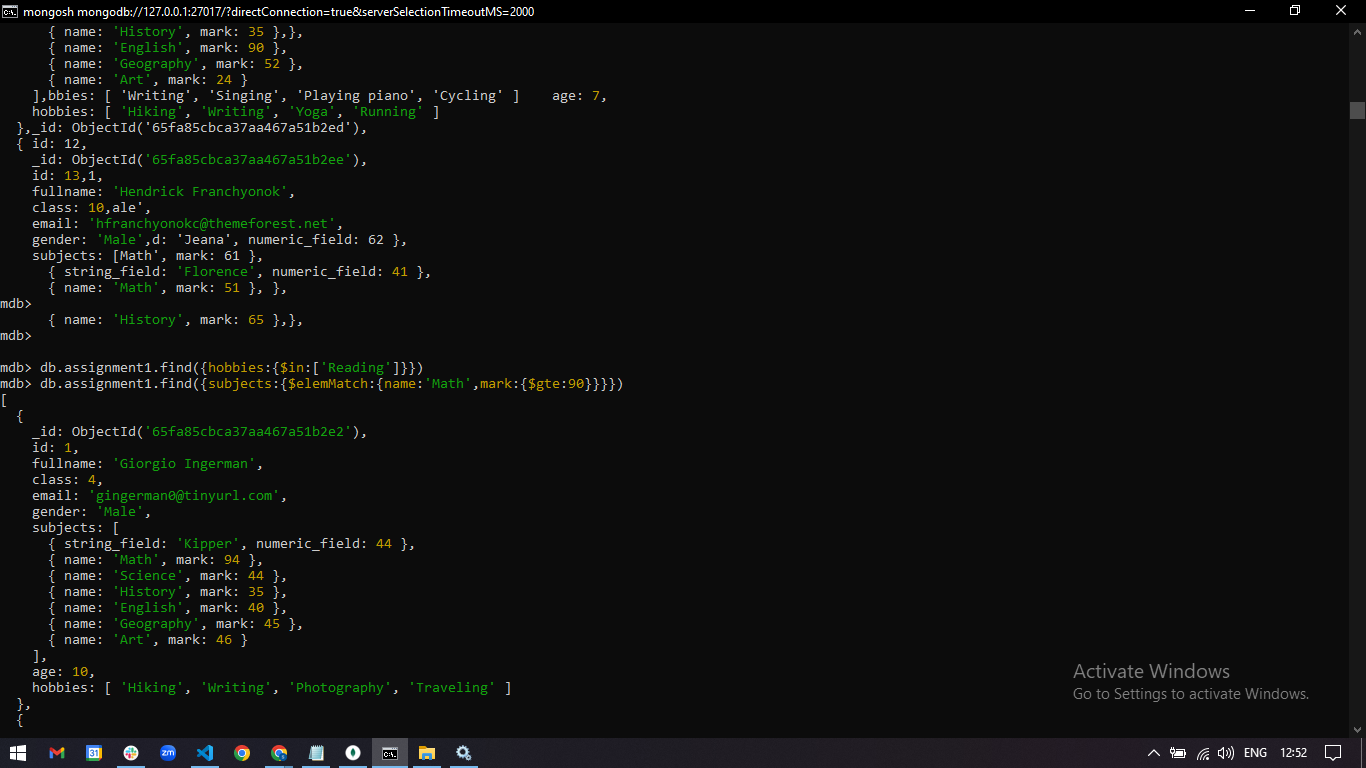 mongosh mongodb://127.0.0.1:27017/?directConnection=true&serverSelectionTimeoutMS=2000
{ name: 'History', mark: 35 },},
{ name: 'English', mark: 90 },
{ name: 'Geography', mark: 52 },
{ name: 'Art', mark: 24 }
],bbies: [ 'Writing', 'Singing', 'Playing piano', 'Cycling' ]    age: 7,
hobbies: [ 'Hiking', 'Writing', 'Yoga', 'Running' ]
},_id: ObjectId('65fa85cbca37aa467a51b2ed'),
{ id: 12,
_id: ObjectId('65fa85cbca37aa467a51b2ee'),
id: 13,1,
fullname: 'Hendrick Franchyonok',
class: 10,ale',
email: 'hfranchyonokc@themeforest.net',
gender: 'Male',d: 'Jeana', numeric_field: 62 },
subjects: [Math', mark: 61 },
{ string_field: 'Florence', numeric_field: 41 },
{ name: 'Math', mark: 51 }, },
mdb>
{ name: 'History', mark: 65 },},
mdb>
mdb> db.assignment1.find({hobbies:{$in:['Reading']}})
mdb> db.assignment1.find({subjects:{$elemMatch:{name:'Math',mark:{$gte:90}}}})
[
{
_id: ObjectId('65fa85cbca37aa467a51b2e2'),
id: 1,
fullname: 'Giorgio Ingerman',
class: 4,
email: 'gingerman0@tinyurl.com',
gender: 'Male',
subjects: [
{ string_field: 'Kipper', numeric_field: 44 },
{ name: 'Math', mark: 94 },
{ name: 'Science', mark: 44 },
{ name: 'History', mark: 35 },
{ name: 'English', mark: 40 },
{ name: 'Geography', mark: 45 },
{ name: 'Art', mark: 46 }
],
age: 10,
hobbies: [ 'Hiking', 'Writing', 'Photography', 'Traveling' ]
},
{
Activate Windows
Go to Settings to activate Windows.
31
zm
ENG
12:52